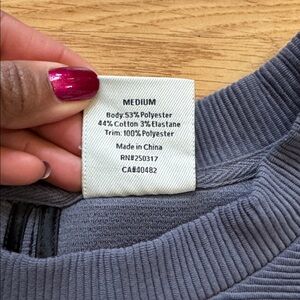 MEDIUM
Body: 53% Polyester
44% Cotton 3% Elastane
Trim: 100% Polyester
Made in China
RN#250317
CA#40482